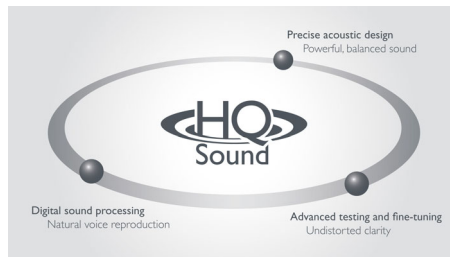 Precise acoustic design
Powerful, balanced sound
HQ
Sound
Digital sound processing
Natural voice reproduction
Advanced testing and fine-tuning
Undistorted clarity